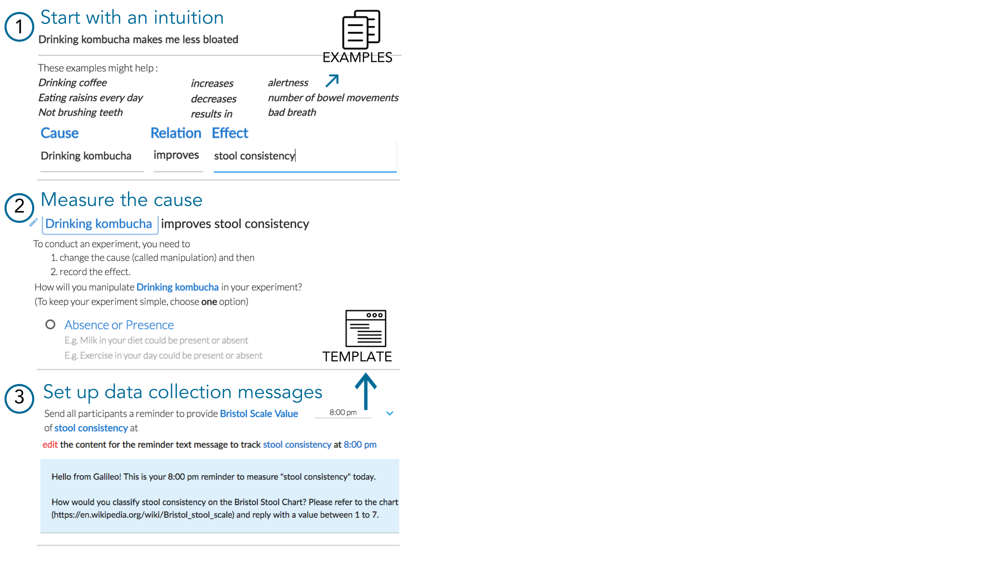 1 Start with an intuition
Drinking kombucha makes me less bloated
EXAMPLES
These examples might help :
Drinking coffee increases alertness
Eating raisins every day decreases number of bowel movements
Not brushing teeth results in bad breath
Cause Relation Effect
Drinking kombucha improves stool consistency
2 Measure the cause
Drinking kombucha improves stool consistency
To conduct an experiment, you need to
1. change the cause (called manipulation) and then
2. record the effect.
How will you manipulate Drinking kombucha in your experiment?
(To keep your experiment simple, choose one option)
Absence or Presence
E.g. Milk in your diet could be present or absent
E.g. Exercise in your day could be present or absent
TEMPLATE
3 Set up data collection messages
Send all participants a reminder to provide Bristol Scale Value 8:00 pm
of stool consistency at
edit the content for the reminder text message to track stool consistency at 8:00 pm
Hello from Galileo! This is your 8:00 pm reminder to measure "stool consistency" today.
How would you classify stool consistency on the Bristol Stool Chart? Please refer to the chart
(https://en.wikipedia.org/wiki/Bristol_stool_scale) and reply with a value between 1 to 7.